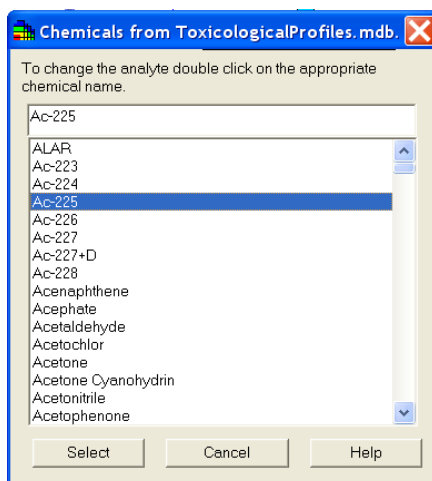 Chemicals from ToxicologicalProfiles.mdb.
To change the analyte double click on the appropriate
chemical name.
Ac-225
ALAR
Ac-223
Ac-224
Ac-225
Ac-226
Ac-227
Ac-227+D
Ac-228
Acenaphthene
Acephate
Acetaldehyde
Acetochlor
Acetone
Acetone Cyanohydrin
Acetonitrile
Acetophenone
Select Cancel Help